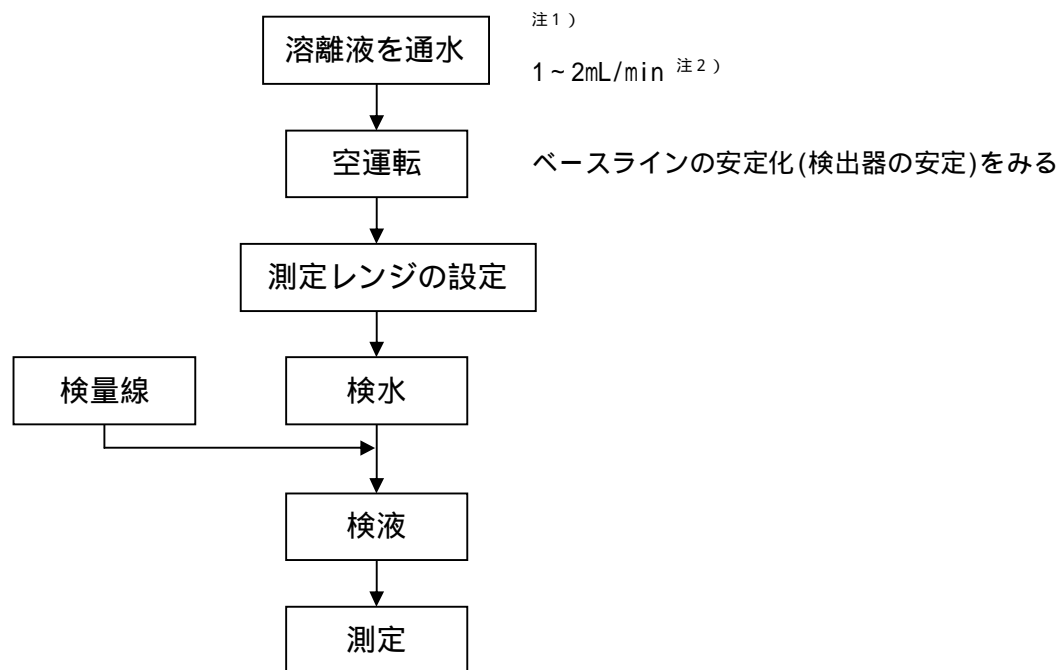 注1）
溶離液を通水
1~2mL/min 注2）
空運転
ベースラインの安定化(検出器の安定)をみる
測定レンジの設定
検量線
検水
検液
測定